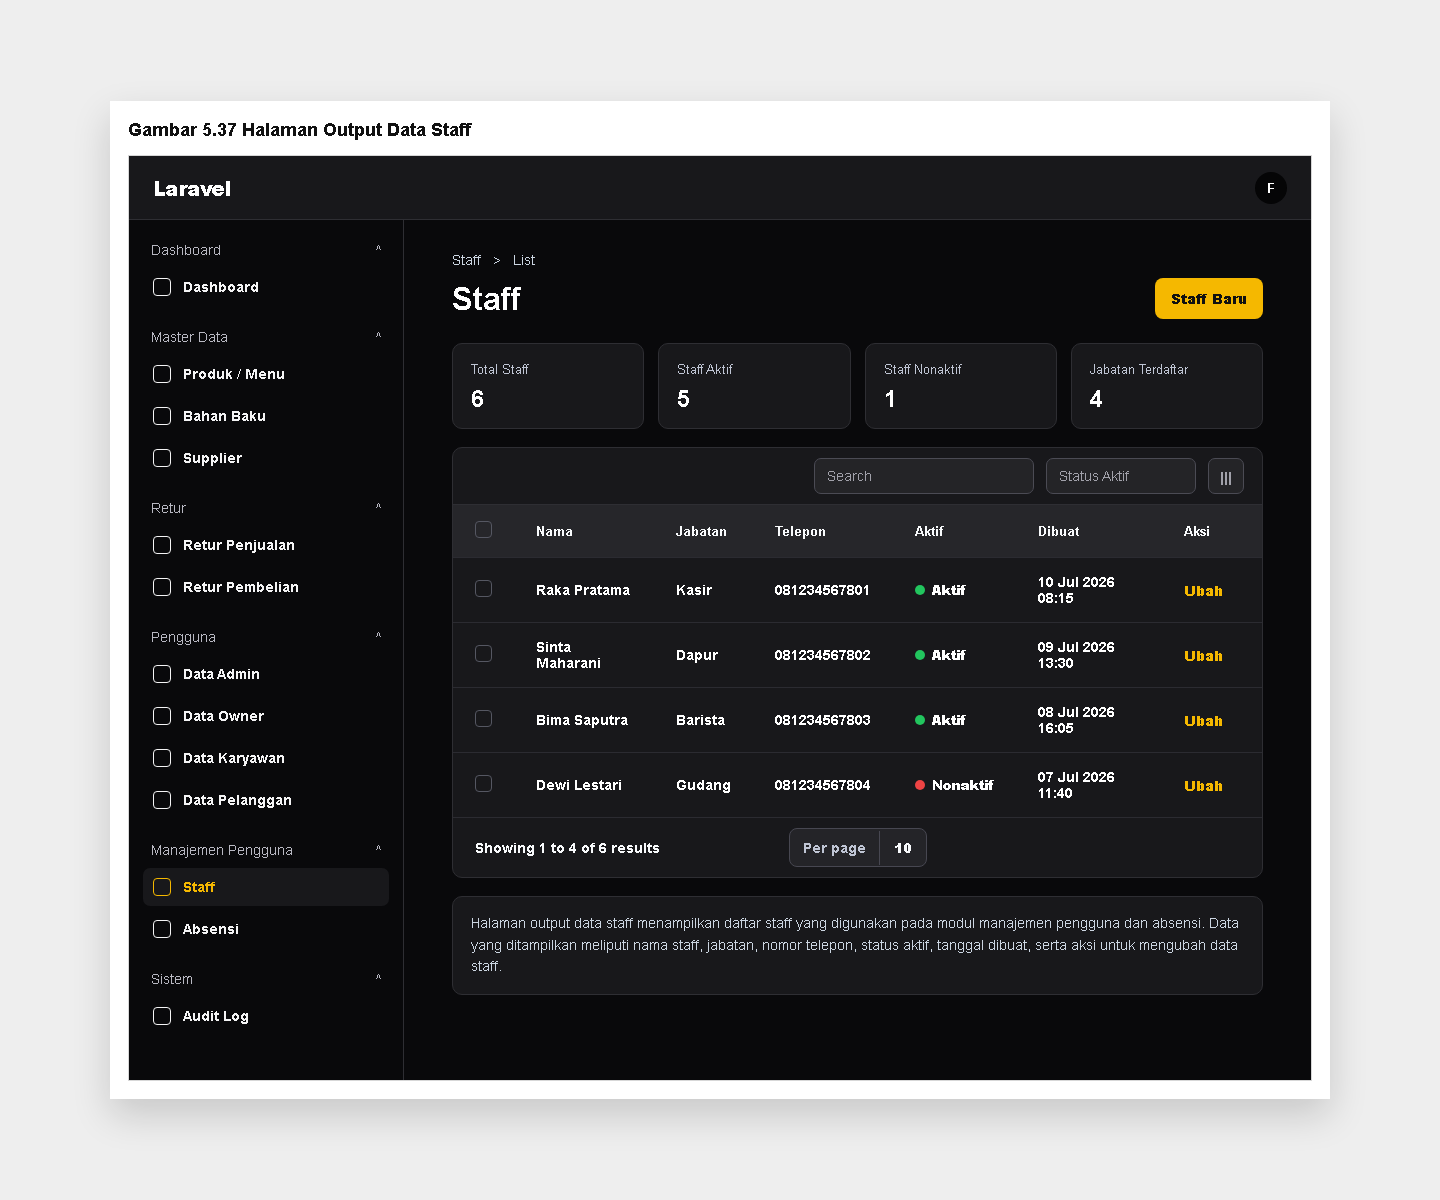 Gambar 5.37 Halaman Output Data Staff
Laravel
F
Dashboard
Dashboard
Master Data
Produk / Menu
Bahan Baku
Supplier
Retur
Retur Penjualan
Retur Pembelian
Pengguna
Data Admin
Data Owner
Data Karyawan
Data Pelanggan
Manajemen Pengguna
Staff
Absensi
Sistem
Audit Log
Staff > List
Staff
Staff Baru
Total Staff
6
Staff Aktif
5
Staff Nonaktif
1
Jabatan Terdaftar
4
Search
Status Aktif
Nama Jabatan Telepon Aktif Dibuat Aksi
Raka Pratama Kasir 081234567801 Aktif 10 Jul 2026 08:15 Ubah
Sinta Maharani Dapur 081234567802 Aktif 09 Jul 2026 13:30 Ubah
Bima Saputra Barista 081234567803 Aktif 08 Jul 2026 16:05 Ubah
Dewi Lestari Gudang 081234567804 Nonaktif 07 Jul 2026 11:40 Ubah
Showing 1 to 4 of 6 results
Per page 10
Halaman output data staff menampilkan daftar staff yang digunakan pada modul manajemen pengguna dan absensi. Data
yang ditampilkan meliputi nama staff, jabatan, nomor telepon, status aktif, tanggal dibuat, serta aksi untuk mengubah data
staff.